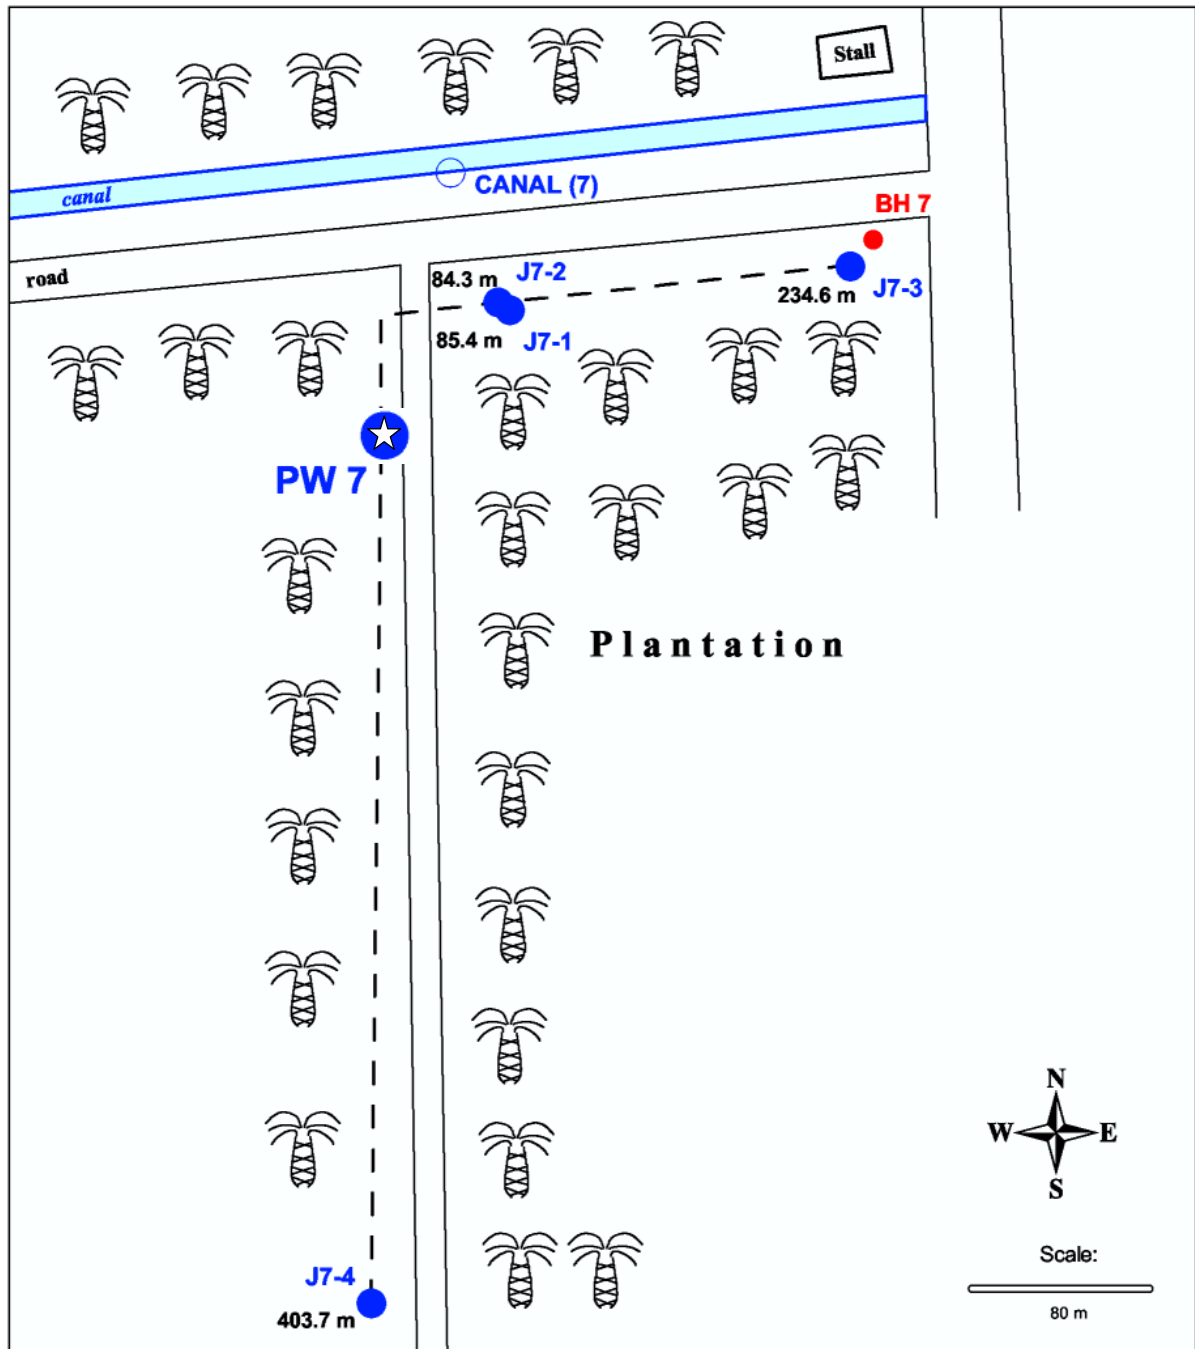 Stall
canal
CANAL (7)
BH 7
road
84.3 m
J7-2
234.6 m
J7-3
85.4 m
J7-1
PW 7
Plantation
N
W
E
S
Scale:
80 m
J7-4
403.7 m